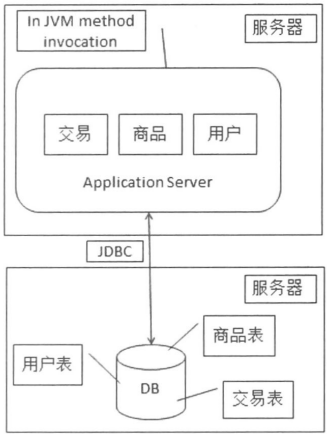 In JVM method
invocation
服务器
交易 商品 用户
Application Server
JDBC
服务器
商品表
用户表
DB
交易表